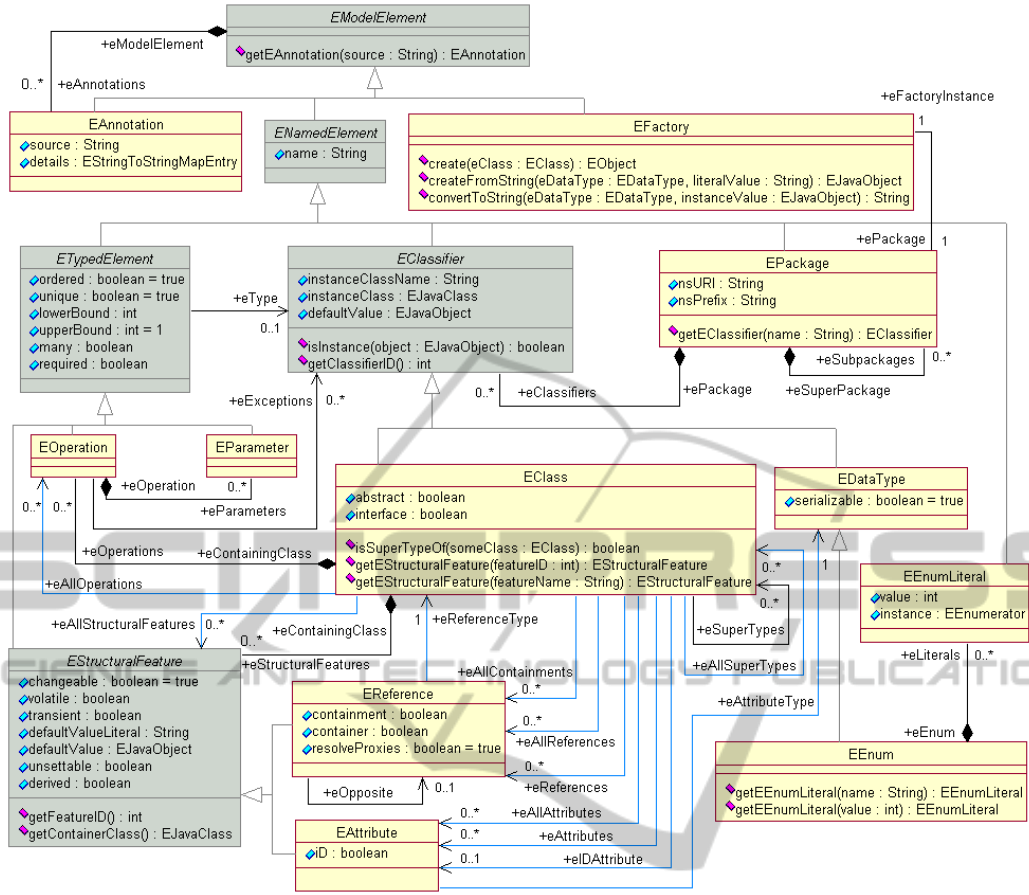 EModelElement
getEAnnotation(source : String) : EAnnotation
+eModelElement
0..*
+eAnnotations
EAnnotation
source : String
details : EStringToStringMapEntry
ENamedElement
name : String
+eFactoryInstance
1
EFactory
create(eClass : EClass) : EObject
createFromString(eDataType : EDataType, literalValue : String) : EJavaObject
convertToString(eDataType : EDataType, instanceValue : EJavaObject) : String
+ePackage
1
ETypedElement
ordered : boolean = true
unique : boolean = true
lowerBound : int
upperBound : int = 1
many : boolean
required : boolean
+eType
0..1
EClassifier
instanceClassName : String
instanceClass : EJavaClass
defaultValue : EJavaObject
isInstance(object : EJavaObject) : boolean
getClassifierID() : int
EPackage
nsURI : String
nsPrefix : String
getEClassifier(name : String) : EClassifier
+eSubpackages
0..*
+eSuperPackage
+ePackage
0..*
+eClassifiers
+eExceptions
0..*
EOperation
EParameter
+eOperation
0..*
+eParameters
0..*
0..*
+eOperations
+eContainingClass
+eAllOperations
EClass
abstract : boolean
interface : boolean
isSuperTypeOf(someClass : EClass) : boolean
getEStructuralFeature(featureID : int) : EStructuralFeature
getEStructuralFeature(featureName : String) : EStructuralFeature
EDataType
serializable : boolean = true
1
0..*
0..*
+eSuperTypes
+eAllSuperTypes
EEnumLiteral
value : int
instance : EEnumerator
+eLiterals
0..*
+eEnum
+eAllStructuralFeatures
0..*
+eContainingClass
0..*
+eStructuralFeatures
1
+eReferenceType
+eAllContainments
0..*
+eAttributeType
EStructuralFeature
changeable : boolean = true
volatile : boolean
transient : boolean
defaultValueLiteral : String
defaultValue : EJavaObject
unsettable : boolean
derived : boolean
getFeatureID() : int
getContainerClass() : EJavaClass
EReference
containment : boolean
container : boolean
resolveProxies : boolean = true
0..*
+eAllReferences
0..*
+eReferences
+eOpposite
0..1
EEnum
getEEnumLiteral(name : String) : EEnumLiteral
getEEnumLiteral(value : int) : EEnumLiteral
EAttribute
iD : boolean
0..*
+eAllAttributes
0..*
+eAttributes
0..1
+eIDAttribute
SCITEPRESS
SCIENCE AND TECHNOLOGY PUBLICATIO